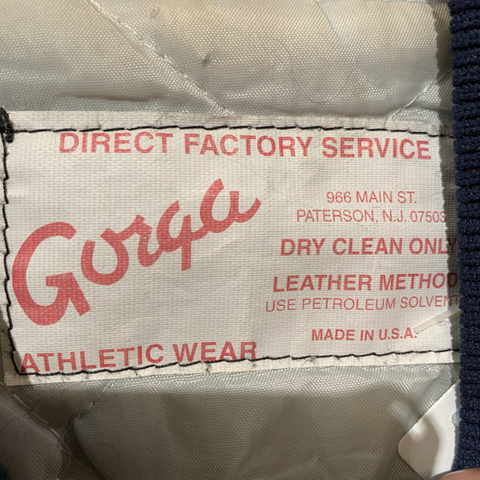 DIRECT FACTORY SERVICE
Gorga
966 MAIN ST.
PATERSON, N.J. 07503
DRY CLEAN ONLY
LEATHER METHOD
USE PETROLEUM SOLVENT
ATHLETIC WEAR
MADE IN U.S.A.